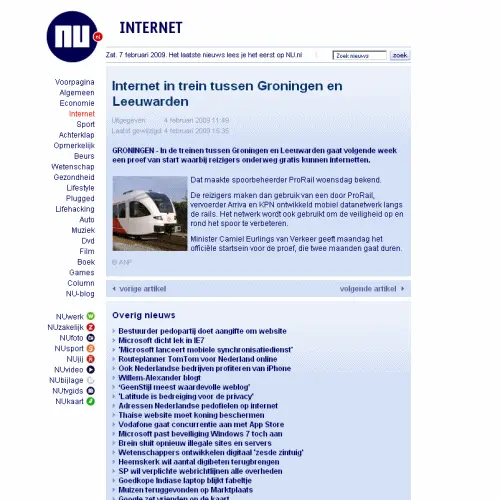 NU
nl
INTERNET
Zat. 7 februari 2009. Het laatste nieuws lees je het eerst op NU.nl
Zoek nieuws
zoek
Voorpagina
Algemeen
Economie
Internet
Sport
Achterklap
Opmerkelijk
Beurs
Wetenschap
Gezondheid
Lifestyle
Plugged
Lifehacking
Auto
Muziek
Dvd
Film
Boek
Games
Column
NU-blog
NUwerk
NUzakelijk
NUfoto
NUsport
NUjij
NUvideo
NUbijlage
NUtvgids
NUkaart
Internet in trein tussen Groningen en
Leeuwarden
Uitgegeven: 4 februari 2009 11:49
Laatst gewijzigd: 4 februari 2009 15:35
GRONINGEN - In de treinen tussen Groningen en Leeuwarden gaat volgende week
een proef van start waarbij reizigers onderweg gratis kunnen internetten.
Dat maakte spoorbeheerder ProRail woensdag bekend.
De reizigers maken dan gebruik van een door ProRail,
vervoerder Arriva en KPN ontwikkeld mobiel datanetwerk langs
de rails. Het netwerk wordt ook gebruikt om de veiligheid op en
rond het spoor te verbeteren.
Minister Camiel Eurlings van Verkeer geeft maandag het
officiële startsein voor de proef, die twee maanden gaat duren.
© ANP
vorige artikel
volgende artikel
Overig nieuws
Bestuurder pedopartij doet aangifte om website
Microsoft dicht lek in IE7
'Microsoft lanceert mobiele synchronisatiedienst'
Routeplanner TomTom voor Nederland online
Ook Nederlandse bedrijven profiteren van iPhone
Willem-Alexander blogt
'GeenStijl meest waardevolle weblog'
'Latitude is bedreiging voor de privacy'
Adressen Nederlandse pedofielen op internet
Thaise website moet koning beschermen
Vodafone gaat concurrentie aan met App Store
Microsoft past beveiliging Windows 7 toch aan
Brein sluit opnieuw illegale sites en servers
Wetenschappers ontwikkelen digitaal 'zesde zintuig'
Heemskerk wil aantal digibeten terugbrengen
SP wil verplichte webrichtlijnen alle overheden
Goedkope Indiase laptop blijkt fabeltje
Muizen teruggevonden op Marktplaats
Google zet vrienden op de kaart